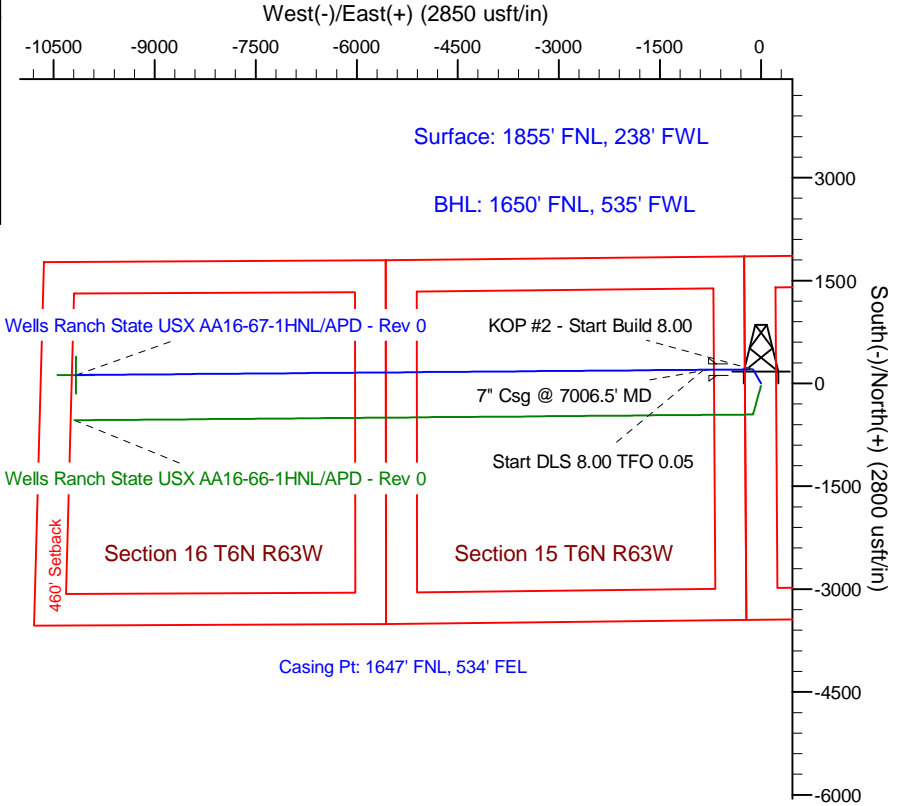 West(-)/East(+) (2850 usft/in)
-10500 -9000 -7500 -6000 -4500 -3000 -1500 0
Surface: 1855' FNL, 238' FWL
3000
BHL: 1650' FNL, 535' FWL
1500
Wells Ranch State USX AA16-67-1HNL/APD - Rev 0
KOP #2 - Start Build 8.00
0
7" Csg @ 7006.5' MD
Start DLS 8.00 TFO 0.05
Wells Ranch State USX AA16-66-1HNL/APD - Rev 0
-1500
South(-)/North(+) (2800 usft/in)
460' Setback
Section 16 T6N R63W
Section 15 T6N R63W
-3000
Casing Pt: 1647' FNL, 534' FEL
-4500
-6000